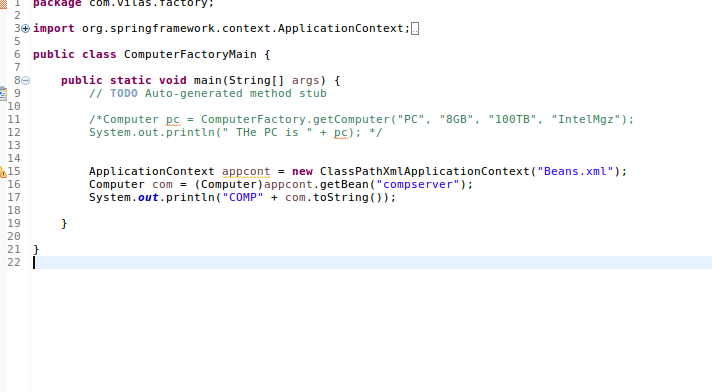 1 package com.vilas.factory;
2
3 import org.springframework.context.ApplicationContext;
5
6 public class ComputerFactoryMain {
7
8 public static void main(String[] args) {
9 // TODO Auto-generated method stub
10
11 /*Computer pc = ComputerFactory.getComputer("PC", "8GB", "100TB", "IntelMgz");
12 System.out.println(" THe PC is " + pc); */
13
14
15 ApplicationContext appcont = new ClassPathXmlApplicationContext("Beans.xml");
16 Computer com = (Computer)appcont.getBean("compserver");
17 System.out.println("COMP" + com.toString());
18
19 }
20
21 }
22